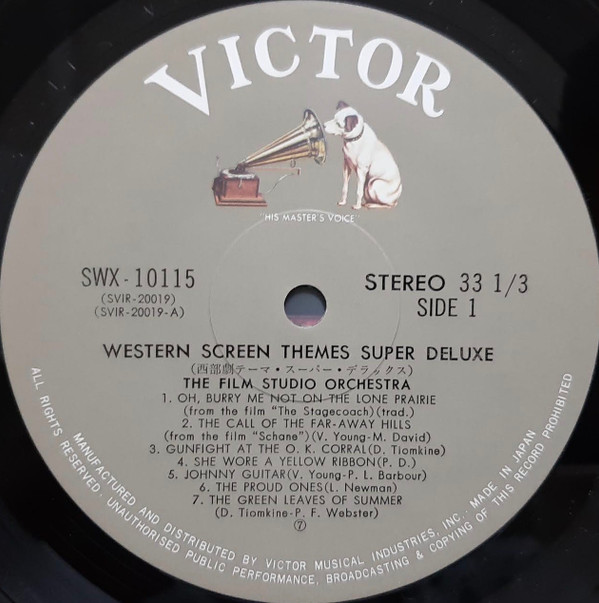 VICTOR
"HIS MASTER'S VOICE"
SWX-10115
(SVIR-20019)
(SVIR-20019-A)
STEREO 33 1/3
SIDE 1
WESTERN SCREEN THEMES SUPER DELUXE
(西部劇テーマ・スーパー・デラックス)
THE FILM STUDIO ORCHESTRA
1. OH, BURRY ME NOT ON THE LONE PRAIRIE
(from the film "The Stagecoach)(trad.)
2. THE CALL OF THE FAR-AWAY HILLS
(from the film "Schane")(V. Young-M. David)
3. GUNFIGHT AT THE O. K. CORRAL(D. Tiomkine)
4. SHE WORE A YELLOW RIBBON(P. D.)
5. JOHNNY GUITAR(V. Young-P. L. Barbour)
6. THE PROUD ONES(L. Newman)
7. THE GREEN LEAVES OF SUMMER
(D. Tiomkine-P. F. Webster)
⑦
MANUFACTURED AND DISTRIBUTED BY VICTOR MUSICAL INDUSTRIES, INC. MADE IN JAPAN
ALL RIGHTS RESERVED. UNAUTHORISED PUBLIC PERFORMANCE, BROADCASTING & COPYING OF THIS RECORD PROHIBITED